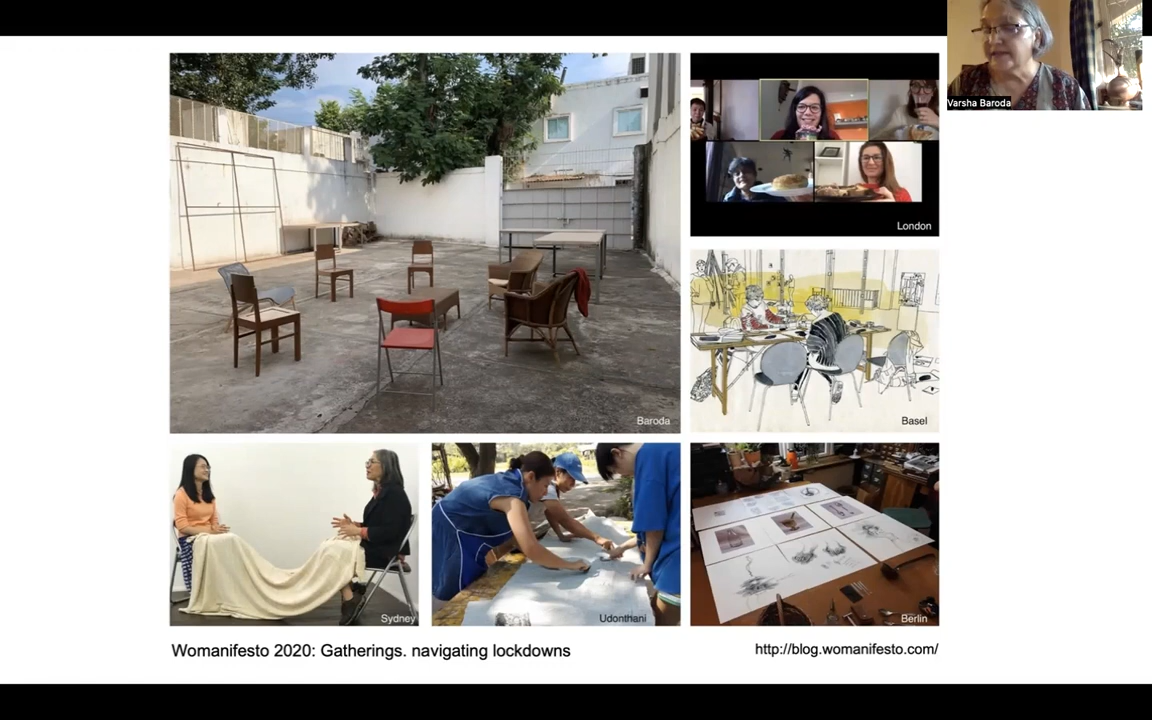 Varsha Baroda
London
Baroda
Basel
Sydney
Udonthani
Berlin
Womanifesto 2020: Gatherings. navigating lockdowns
http://blog.womanifesto.com/